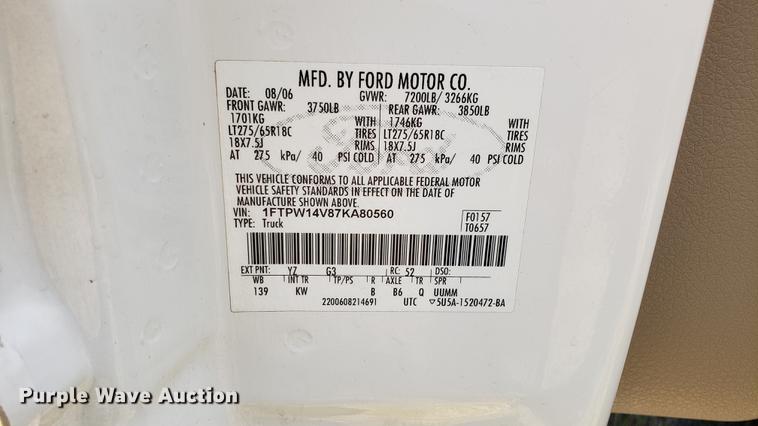 MFD. BY FORD MOTOR CO.
DATE: 08/06 GVWR: 7200LB/ 3266KG
FRONT GAWR: 3750LB REAR GAWR: 3850LB
1701KG WITH 1746KG WITH
LT275/65R18C TIRES LT275/65R18C TIRES
18X7.5J RIMS 18X7.5J RIMS
AT 275 kPa/ 40 PSI COLD AT 275 kPa/ 40 PSI COLD
THIS VEHICLE CONFORMS TO ALL APPLICABLE FEDERAL MOTOR
VEHICLE SAFETY STANDARDS IN EFFECT ON THE DATE OF
MANUFACTURE SHOWN ABOVE.
VIN: 1FTPW14V87KA80560 F0157
TYPE: Truck T0657
EXT PNT: YZ G3 RC: 52 DSO:
WB INT TR TP/PS R AXLE TR SPR
139 KW B B6 Q UUMM
2200608214691 UTC ▽5U5A-1520472-BA
Purple Wave Auction